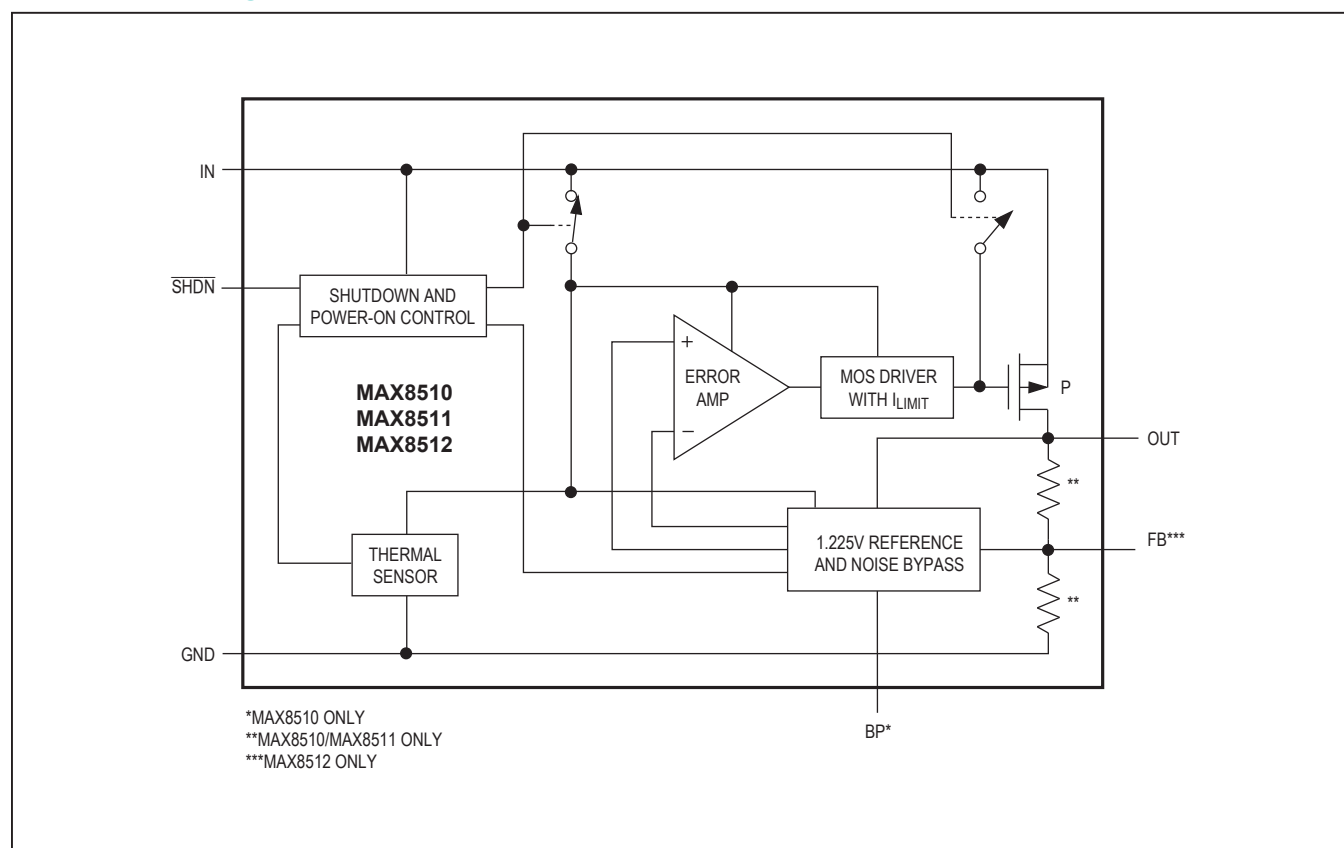 IN
SHDN
SHUTDOWN AND
POWER-ON CONTROL
MAX8510
MAX8511
MAX8512
+
ERROR
AMP
−
MOS DRIVER
WITH ILIMIT
P
OUT
**
THERMAL
SENSOR
1.225V REFERENCE
AND NOISE BYPASS
FB***
**
GND
BP*
*MAX8510 ONLY
**MAX8510/MAX8511 ONLY
***MAX8512 ONLY